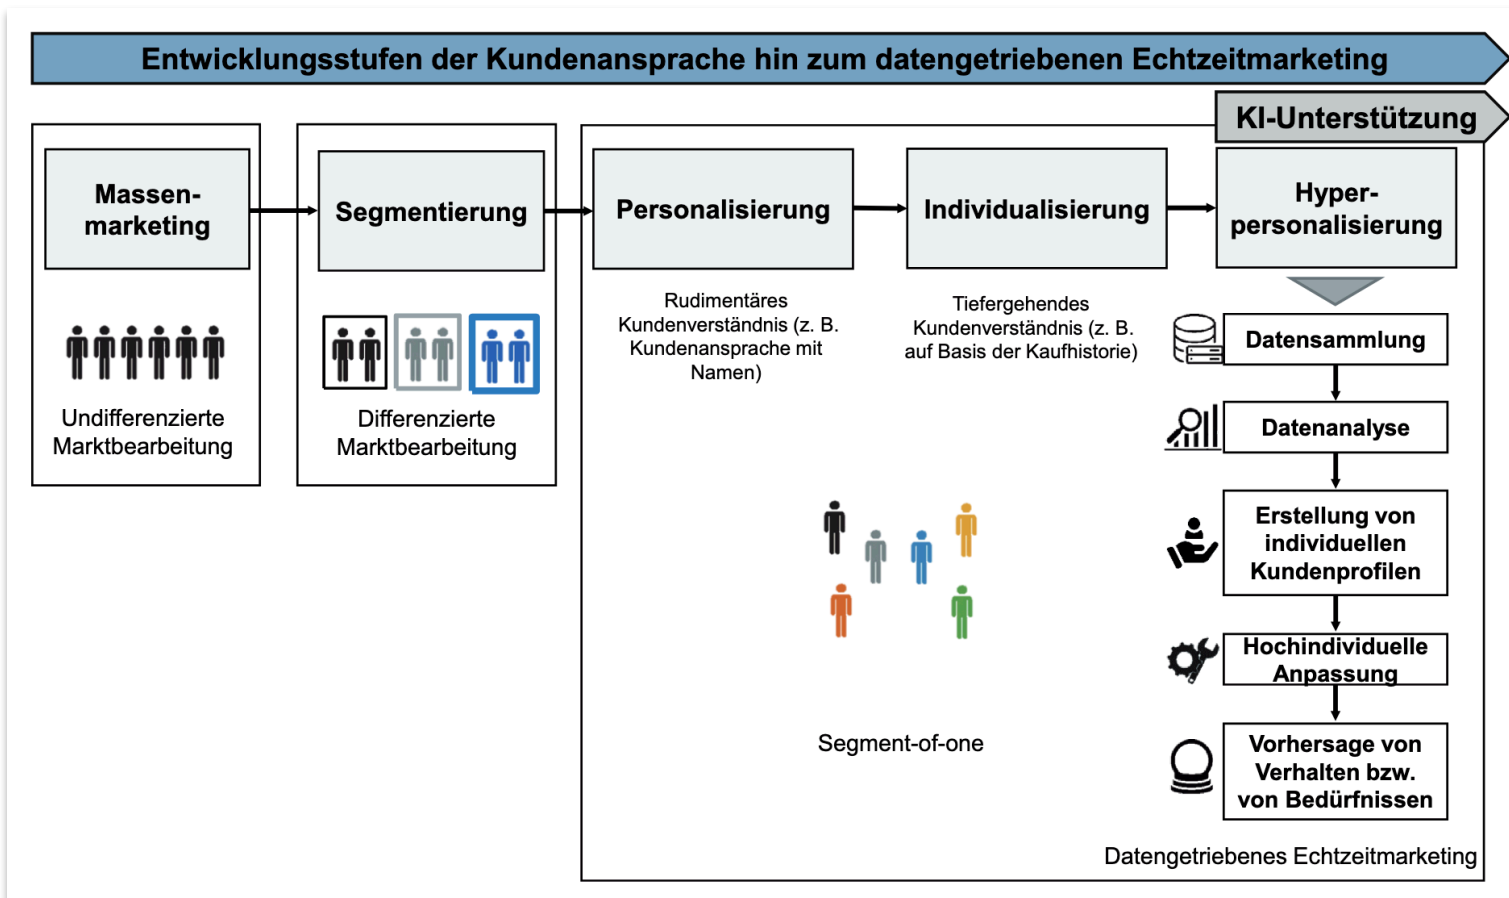 Entwicklungsstufen der Kundenansprache hin zum datengetriebenen Echtzeitmarketing
KI-Unterstützung
Massen-
marketing
Segmentierung
Personalisierung
Individualisierung
Hyper-
personalisierung
Undifferenzierte
Marktbearbeitung
Differenzierte
Marktbearbeitung
Rudimentäres
Kundenverständnis (z. B.
Kundenansprache mit
Namen)
Tiefergehendes
Kundenverständnis (z. B.
auf Basis der Kaufhistorie)
Segment-of-one
Datensammlung
Datenanalyse
Erstellung von
individuellen
Kundenprofilen
Hochindividuelle
Anpassung
Vorhersage von
Verhalten bzw.
von Bedürfnissen
Datengetriebenes Echtzeitmarketing